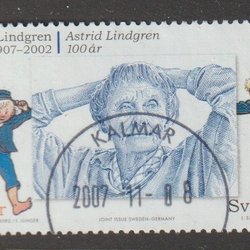 Lindgren
1907-2002
Astrid Lindgren
100 år
KALMAR
2007-11-08
Sv
JOINT ISSUE SWEDEN-GERMANY